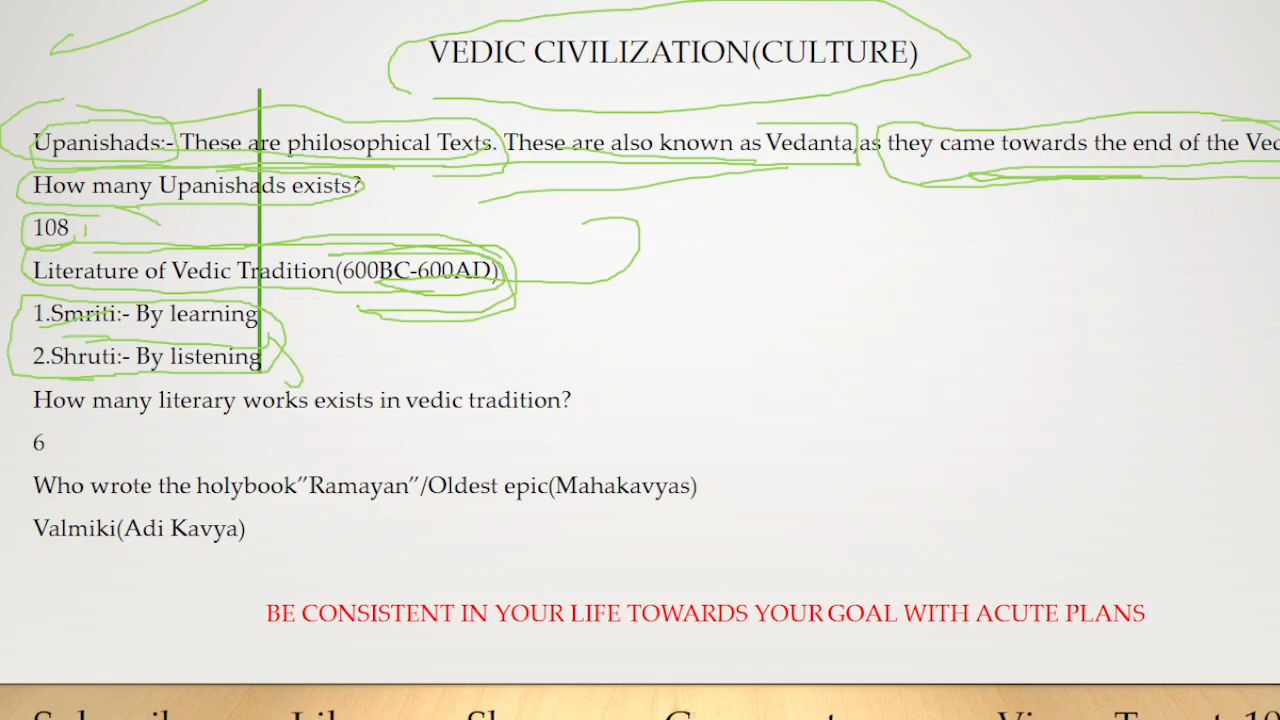 VEDIC CIVILIZATION(CULTURE)
Upanishads:- These are philosophical Texts. These are also known as Vedanta,as they came towards the end of the
How many Upanishads exists?
108
Literature of Vedic Tradition(600BC-600AD)
1.Smriti:- By learning
2.Shruti:- By listening
How many literary works exists in vedic tradition?
6
Who wrote the holybook”Ramayan”/Oldest epic(Mahakavyas)
Valmiki(Adi Kavya)
BE CONSISTENT IN YOUR LIFE TOWARDS YOUR GOAL WITH ACUTE PLANS